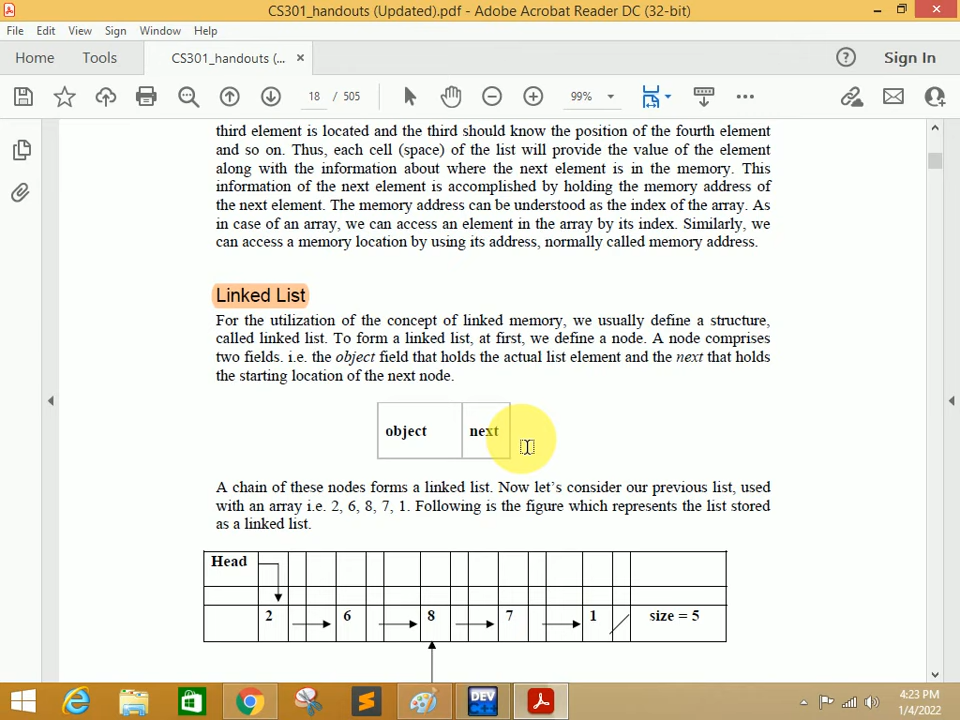 CS301_handouts (Updated).pdf - Adobe Acrobat Reader DC (32-bit)
File Edit View Sign Window Help
Home Tools CS301_handouts (... × Sign In
18 / 505 99%
third element is located and the third should know the position of the fourth element
and so on. Thus, each cell (space) of the list will provide the value of the element
along with the information about where the next element is in the memory. This
information of the next element is accomplished by holding the memory address of
the next element. The memory address can be understood as the index of the array. As
in case of an array, we can access an element in the array by its index. Similarly, we
can access a memory location by using its address, normally called memory address.
Linked List
For the utilization of the concept of linked memory, we usually define a structure,
called linked list. To form a linked list, at first, we define a node. A node comprises
two fields. i.e. the object field that holds the actual list element and the next that holds
the starting location of the next node.
object next
A chain of these nodes forms a linked list. Now let's consider our previous list, used
with an array i.e. 2, 6, 8, 7, 1. Following is the figure which represents the list stored
as a linked list.
Head
2 6 8 7 1 size = 5
DEV
4:23 PM
1/4/2022